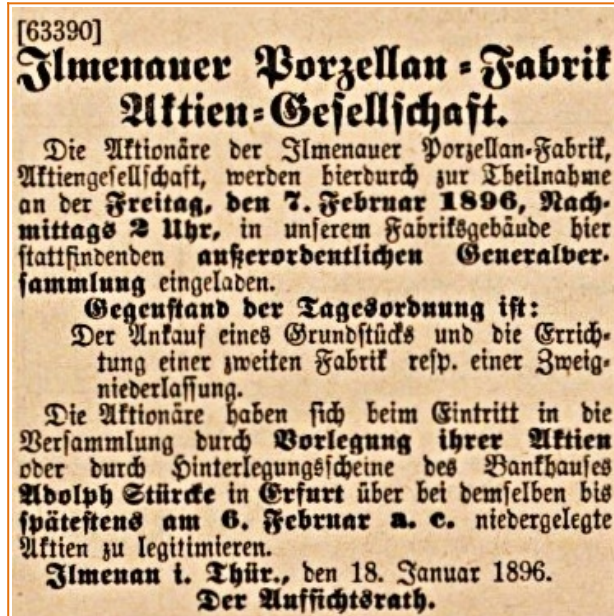 [63390]
Ilmenauer Porzellan-Fabrik
Aktien-Gesellschaft.
Die Aktionäre der Ilmenauer Porzellan-Fabrik,
Aktiengesellschaft, werden hierdurch zur Theilnahme
an der Freitag, den 7. Februar 1896, Nach-
mittags 2 Uhr, in unserem Fabriksgebäude hier
stattfindenden außerordentlichen Generalver-
sammlung eingeladen.
Gegenstand der Tagesordnung ist:
Der Ankauf eines Grundstücks und die Errich-
tung einer zweiten Fabrik resp. einer Zweig-
niederlassung.
Die Aktionäre haben sich beim Eintritt in die
Versammlung durch Vorlegung ihrer Aktien
oder durch Hinterlegungsscheine des Bankhauses
Adolph Stürcke in Erfurt über bei demselben bis
spätestens am 6. Februar a. c. niedergelegte
Aktien zu legitimieren.
Ilmenau i. Thür., den 18. Januar 1896.
Der Aufsichtsrath.